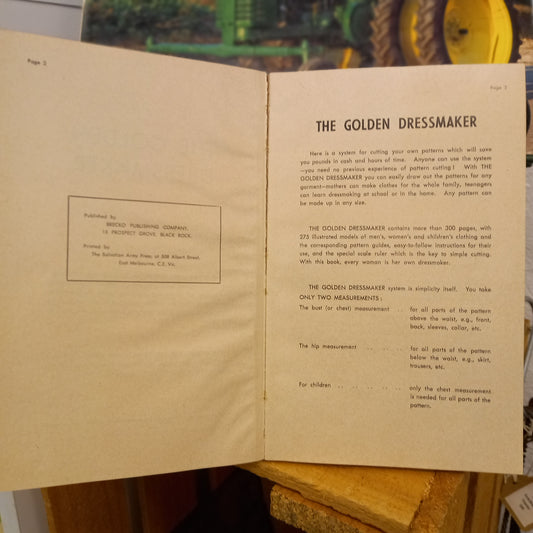 Page 2
Published by
BRECKO PUBLISHING COMPANY,
15 PROSPECT GROVE, BLACK ROCK.
Printed by
The Salvation Army Press, at 508 Albert Street,
East Melbourne, C.2, Vic.
Page 3
THE GOLDEN DRESSMAKER
Here is a system for cutting your own patterns which will save
you pounds in cash and hours of time. Anyone can use the system
—you need no previous experience of pattern cutting! With THE
GOLDEN DRESSMAKER you can easily draw out the patterns for any
garment—mothers can make clothes for the whole family, teenagers
can learn dressmaking at school or in the home. Any pattern can
be made up in any size.
THE GOLDEN DRESSMAKER contains more than 300 pages, with
275 illustrated models of men's, women's and children's clothing and
the corresponding pattern guides, easy-to-follow instructions for their
use, and the special scale ruler which is the key to simple cutting.
With this book, every woman is her own dressmaker.
THE GOLDEN DRESSMAKER system is simplicity itself. You take
ONLY TWO MEASUREMENTS:
The bust (or chest) measurement .. for all parts of the pattern
above the waist, e.g., front,
back, sleeves, collar, etc.
The hip measurement .. .. .. .. for all parts of the pattern
below the waist, e.g., skirt,
trousers, etc.
For children .. .. .. .. .. .. only the chest measurement
is needed for all parts of the
pattern.